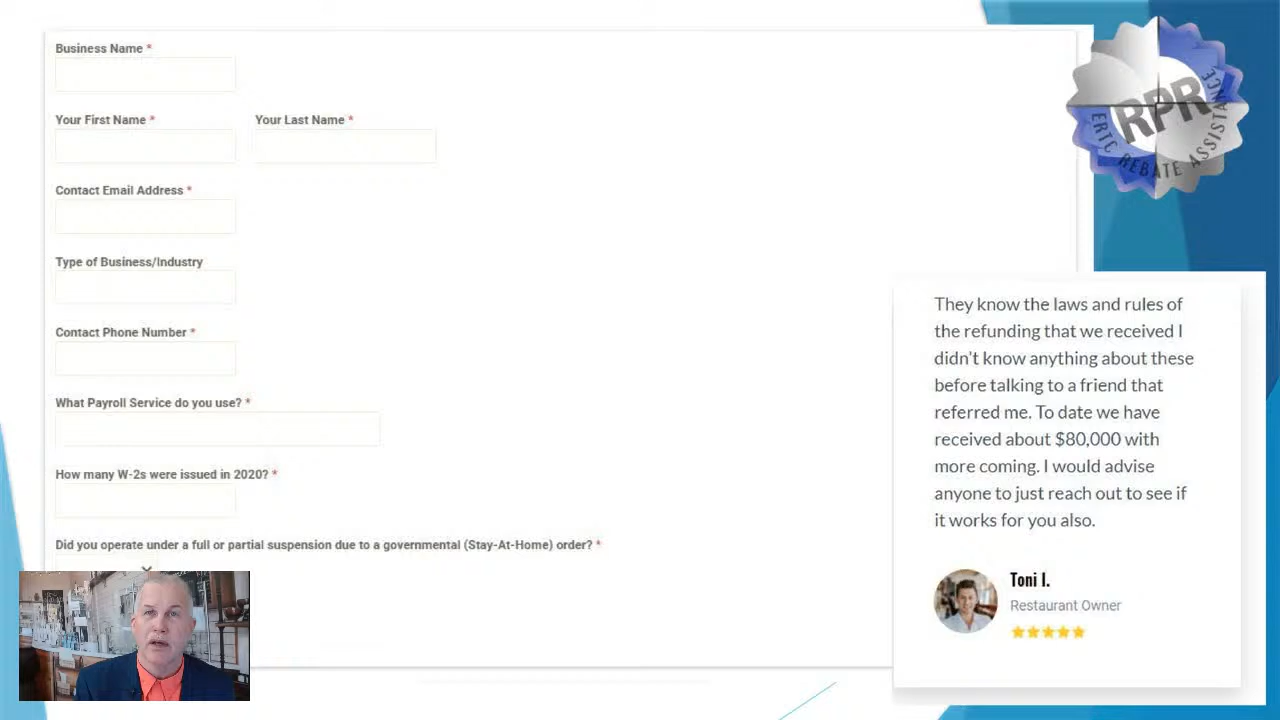 Business Name *
Your First Name *
Your Last Name *
Contact Email Address *
Type of Business/Industry
Contact Phone Number *
What Payroll Service do you use? *
How many W-2s were issued in 2020? *
Did you operate under a full or partial suspension due to a governmental (Stay-At-Home) order? *
RPR
ERTC REBATE ASSISTANCE
They know the laws and rules of
the refunding that we received I
didn't know anything about these
before talking to a friend that
referred me. To date we have
received about $80,000 with
more coming. I would advise
anyone to just reach out to see if
it works for you also.
Toni I.
Restaurant Owner